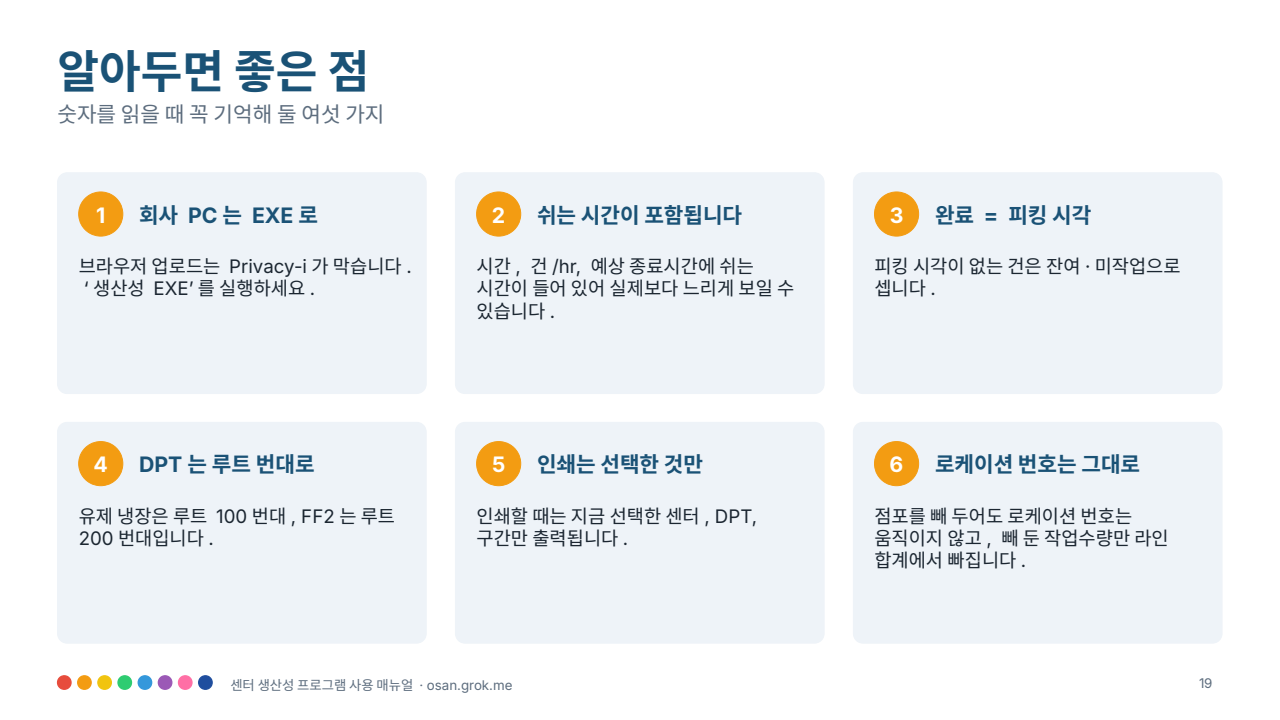 알아두면 좋은 점
숫자를 읽을 때 꼭 기억해 둘 여섯 가지
1 회사 PC 는 EXE 로
브라우저 업로드는 Privacy-i 가 막습니다 .
‘ 생산성 EXE’ 를 실행하세요 .
2 쉬는 시간이 포함됩니다
시간 , 건 /hr, 예상 종료시간에 쉬는
시간이 들어 있어 실제보다 느리게 보일 수
있습니다 .
3 완료 = 피킹 시각
피킹 시각이 없는 건은 잔여 · 미작업으로
셉니다 .
4 DPT 는 루트 번대로
유제 냉장은 루트 100 번대 , FF2 는 루트
200 번대입니다 .
5 인쇄는 선택한 것만
인쇄할 때는 지금 선택한 센터 , DPT,
구간만 출력됩니다 .
6 로케이션 번호는 그대로
점포를 빼 두어도 로케이션 번호는
움직이지 않고 , 빼 둔 작업수량만 라인
합계에서 빠집니다 .
센터 생산성 프로그램 사용 매뉴얼 · osan.grok.me
19